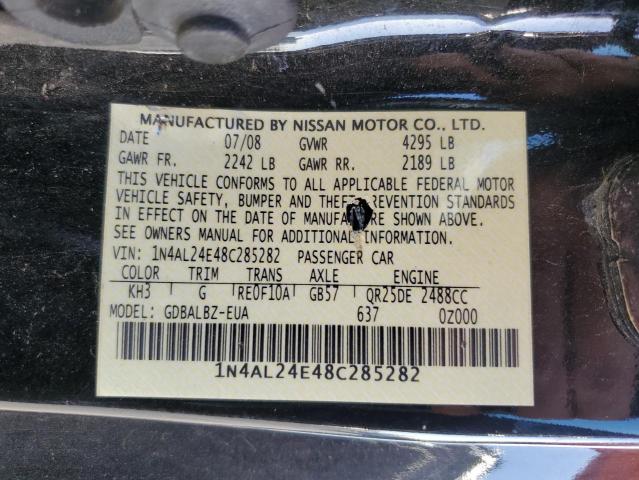 MANUFACTURED BY NISSAN MOTOR CO., LTD.
DATE 07/08 GVWR 4295 LB
GAWR FR. 2242 LB GAWR RR. 2189 LB
THIS VEHICLE CONFORMS TO ALL APPLICABLE FEDERAL MOTOR
VEHICLE SAFETY, BUMPER AND THEFT PREVENTION STANDARDS
IN EFFECT ON THE DATE OF MANUFACTURE SHOWN ABOVE.
SEE OWNERS MANUAL FOR ADDITIONAL INFORMATION.
VIN: 1N4AL24E48C285282 PASSENGER CAR
COLOR TRIM TRANS AXLE ENGINE
KH3 G RE0F10A GB57 QR25DE 2488CC
MODEL: GDBALBZ-EUA 637 0Z000
1N4AL24E48C285282